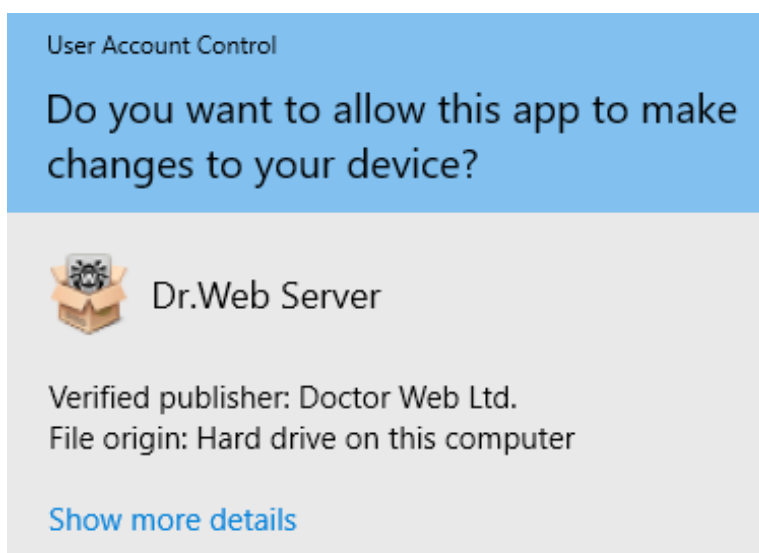 User Account Control
Do you want to allow this app to make
changes to your device?
Dr.Web Server
Verified publisher: Doctor Web Ltd.
File origin: Hard drive on this computer
Show more details